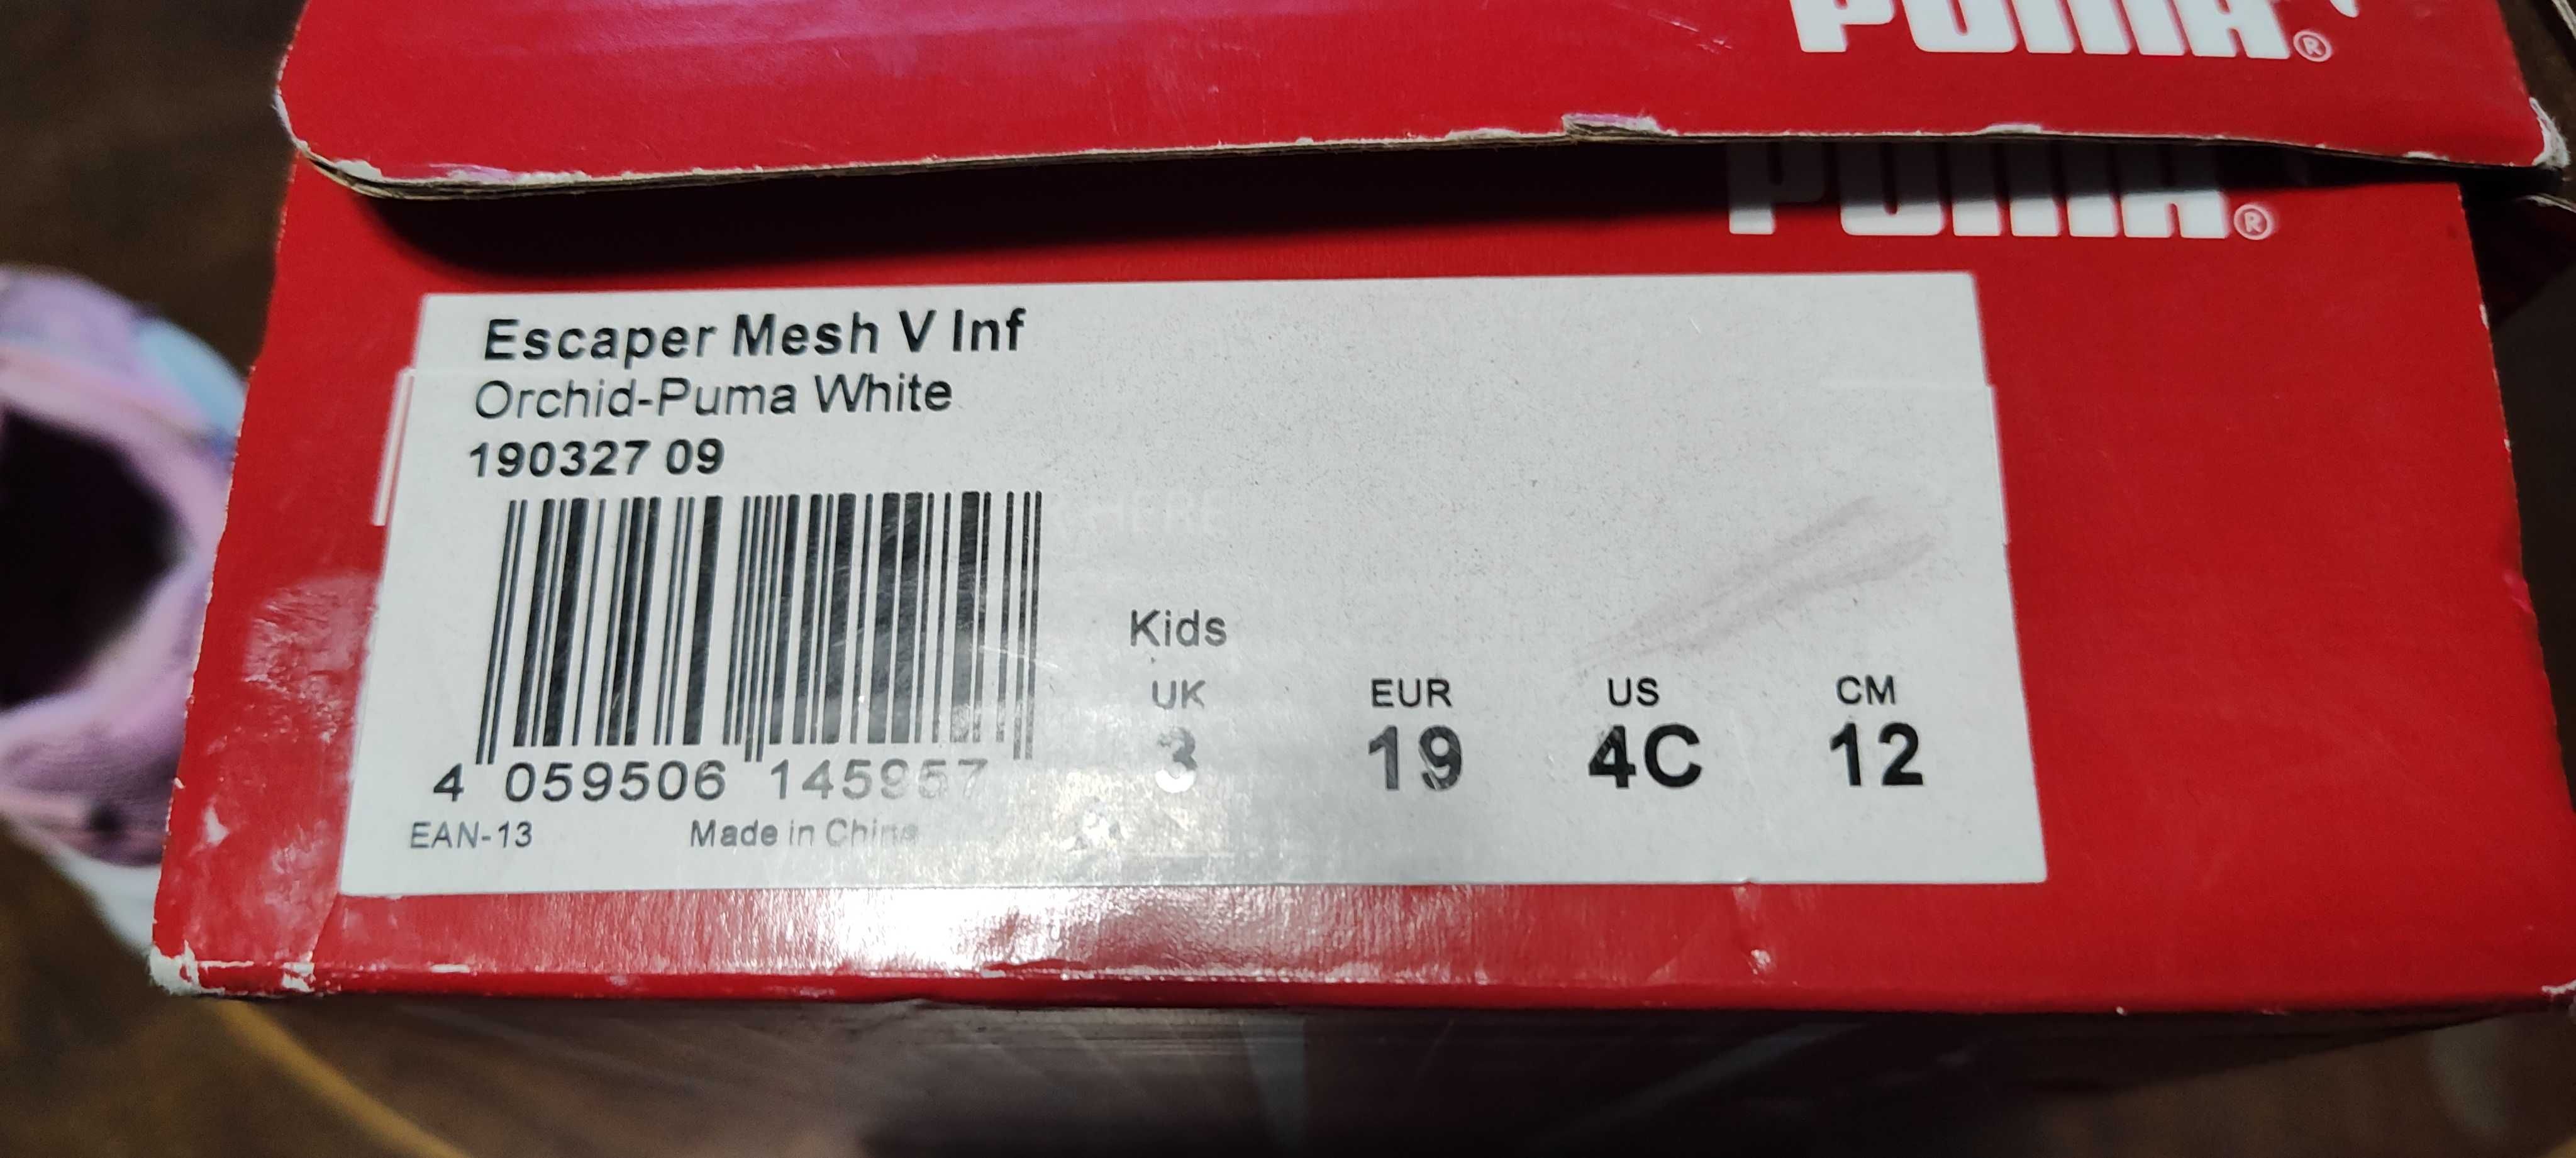 PUMA®
PUMA®
Escaper Mesh V Inf
Orchid-Puma White
190327 09
HERE
4 059506 145957
EAN-13 Made in China
Kids
UK EUR US CM
3 19 4C 12